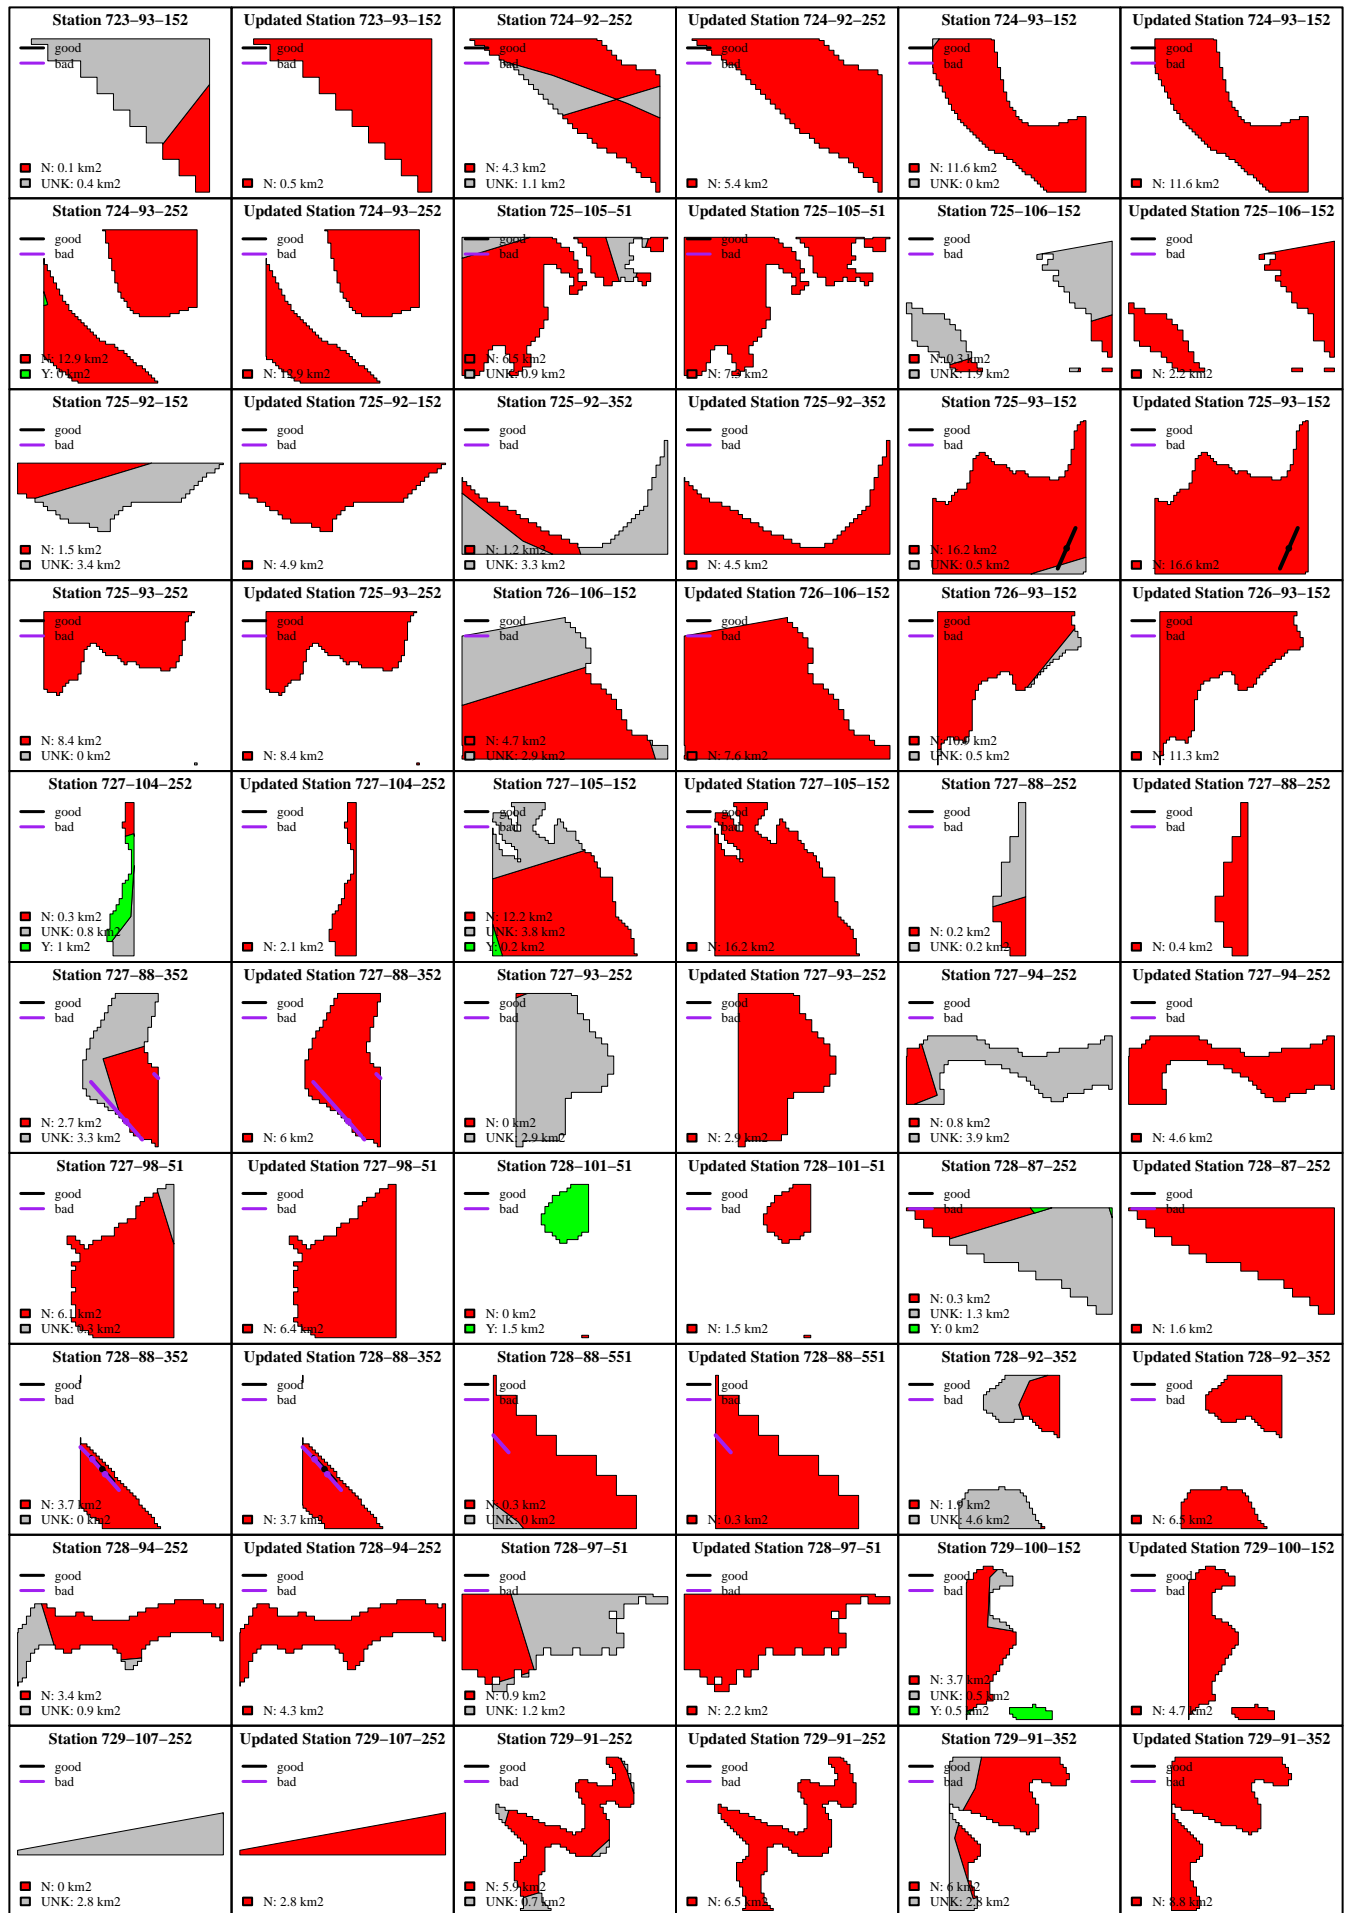 Station 723–93–152
good
bad
N: 0.1 km2
UNK: 0.4 km2
Updated Station 723–93–152
good
bad
N: 0.5 km2
Station 724–92–252
good
bad
N: 4.3 km2
UNK: 1.1 km2
Updated Station 724–92–252
good
bad
N: 5.4 km2
Station 724–93–152
good
bad
N: 11.6 km2
UNK: 0 km2
Updated Station 724–93–152
good
bad
N: 11.6 km2
Station 724–93–252
good
bad
N: 12.9 km2
Y: 0 km2
Updated Station 724–93–252
good
bad
N: 12.9 km2
Station 725–105–51
good
bad
N: 6.5 km2
UNK: 0.9 km2
Updated Station 725–105–51
good
bad
N: 7.5 km2
Station 725–106–152
good
bad
N: 0.3 km2
UNK: 1.9 km2
Updated Station 725–106–152
good
bad
N: 2.2 km2
Station 725–92–152
good
bad
N: 1.5 km2
UNK: 3.4 km2
Updated Station 725–92–152
good
bad
N: 4.9 km2
Station 725–92–352
good
bad
N: 1.2 km2
UNK: 3.3 km2
Updated Station 725–92–352
good
bad
N: 4.5 km2
Station 725–93–152
good
bad
N: 16.2 km2
UNK: 0.5 km2
Updated Station 725–93–152
good
bad
N: 16.6 km2
Station 725–93–252
good
bad
N: 8.4 km2
UNK: 0 km2
Updated Station 725–93–252
good
bad
N: 8.4 km2
Station 726–106–152
good
bad
N: 4.7 km2
UNK: 2.9 km2
Updated Station 726–106–152
good
bad
N: 7.6 km2
Station 726–93–152
good
bad
N: 10.9 km2
UNK: 0.5 km2
Updated Station 726–93–152
good
bad
N: 11.3 km2
Station 727–104–252
good
bad
N: 0.3 km2
UNK: 0.8 km2
Y: 1 km2
Updated Station 727–104–252
good
bad
N: 2.1 km2
Station 727–105–152
good
bad
N: 12.2 km2
UNK: 3.8 km2
Y: 0.2 km2
Updated Station 727–105–152
good
bad
N: 16.2 km2
Station 727–88–252
good
bad
N: 0.2 km2
UNK: 0.2 km2
Updated Station 727–88–252
good
bad
N: 0.4 km2
Station 727–88–352
good
bad
N: 2.7 km2
UNK: 3.3 km2
Updated Station 727–88–352
good
bad
N: 6 km2
Station 727–93–252
good
bad
N: 0 km2
UNK: 2.9 km2
Updated Station 727–93–252
good
bad
N: 2.9 km2
Station 727–94–252
good
bad
N: 0.8 km2
UNK: 3.9 km2
Updated Station 727–94–252
good
bad
N: 4.6 km2
Station 727–98–51
good
bad
N: 6.1 km2
UNK: 0.3 km2
Updated Station 727–98–51
good
bad
N: 6.4 km2
Station 728–101–51
good
bad
N: 0 km2
Y: 1.5 km2
Updated Station 728–101–51
good
bad
N: 1.5 km2
Station 728–87–252
good
bad
N: 0.3 km2
UNK: 1.3 km2
Y: 0 km2
Updated Station 728–87–252
good
bad
N: 1.6 km2
Station 728–88–352
good
bad
N: 3.7 km2
UNK: 0 km2
Updated Station 728–88–352
good
bad
N: 3.7 km2
Station 728–88–551
good
bad
N: 0.3 km2
UNK: 0 km2
Updated Station 728–88–551
good
bad
N: 0.3 km2
Station 728–92–352
good
bad
N: 1.9 km2
UNK: 4.6 km2
Updated Station 728–92–352
good
bad
N: 6.5 km2
Station 728–94–252
good
bad
N: 3.4 km2
UNK: 0.9 km2
Updated Station 728–94–252
good
bad
N: 4.3 km2
Station 728–97–51
good
bad
N: 0.9 km2
UNK: 1.2 km2
Updated Station 728–97–51
good
bad
N: 2.2 km2
Station 729–100–152
good
bad
N: 3.7 km2
UNK: 0.5 km2
Y: 0.5 km2
Updated Station 729–100–152
good
bad
N: 4.7 km2
Station 729–107–252
good
bad
N: 0 km2
UNK: 2.8 km2
Updated Station 729–107–252
good
bad
N: 2.8 km2
Station 729–91–252
good
bad
N: 5.9 km2
UNK: 0.7 km2
Updated Station 729–91–252
good
bad
N: 6.5 km2
Station 729–91–352
good
bad
N: 6 km2
UNK: 2.8 km2
Updated Station 729–91–352
good
bad
N: 8.8 km2